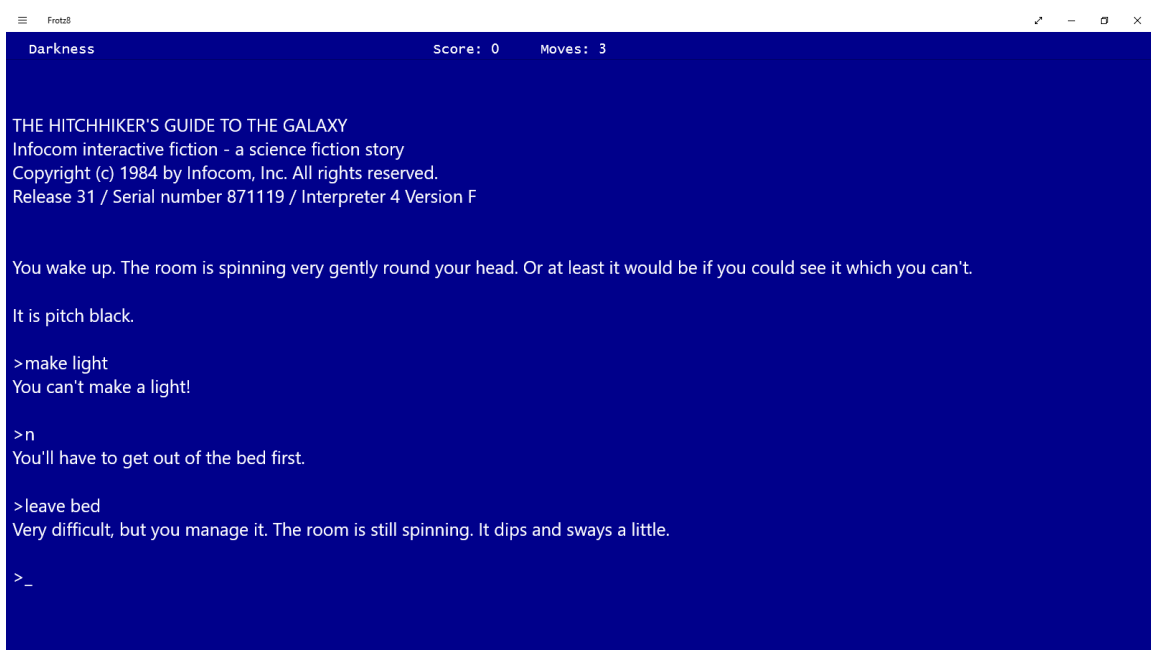 Frotz8
Darkness Score: 0 Moves: 3
THE HITCHHIKER'S GUIDE TO THE GALAXY
Infocom interactive fiction - a science fiction story
Copyright (c) 1984 by Infocom, Inc. All rights reserved.
Release 31 / Serial number 871119 / Interpreter 4 Version F
You wake up. The room is spinning very gently round your head. Or at least it would be if you could see it which you can't.
It is pitch black.
>make light
You can't make a light!
>n
You'll have to get out of the bed first.
>leave bed
Very difficult, but you manage it. The room is still spinning. It dips and sways a little.
>_